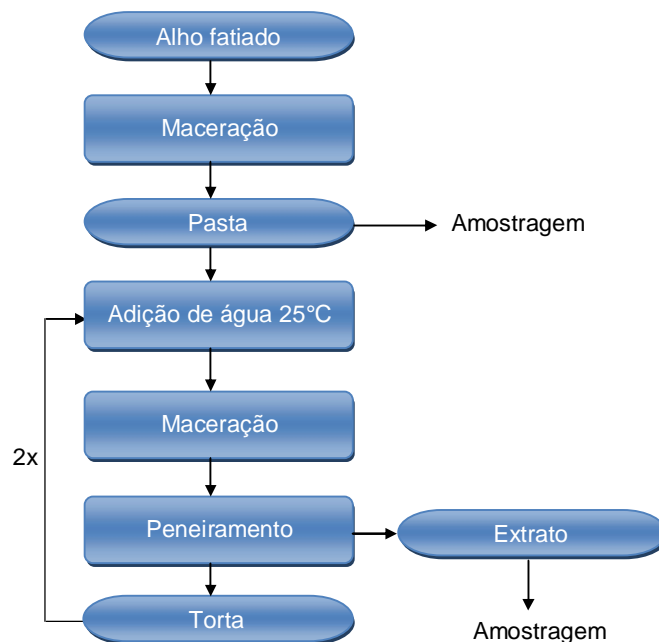 Alho fatiado
Maceração
Pasta
Amostragem
Adição de água 25°C
Maceração
2x
Peneiramento
Extrato
Torta
Amostragem